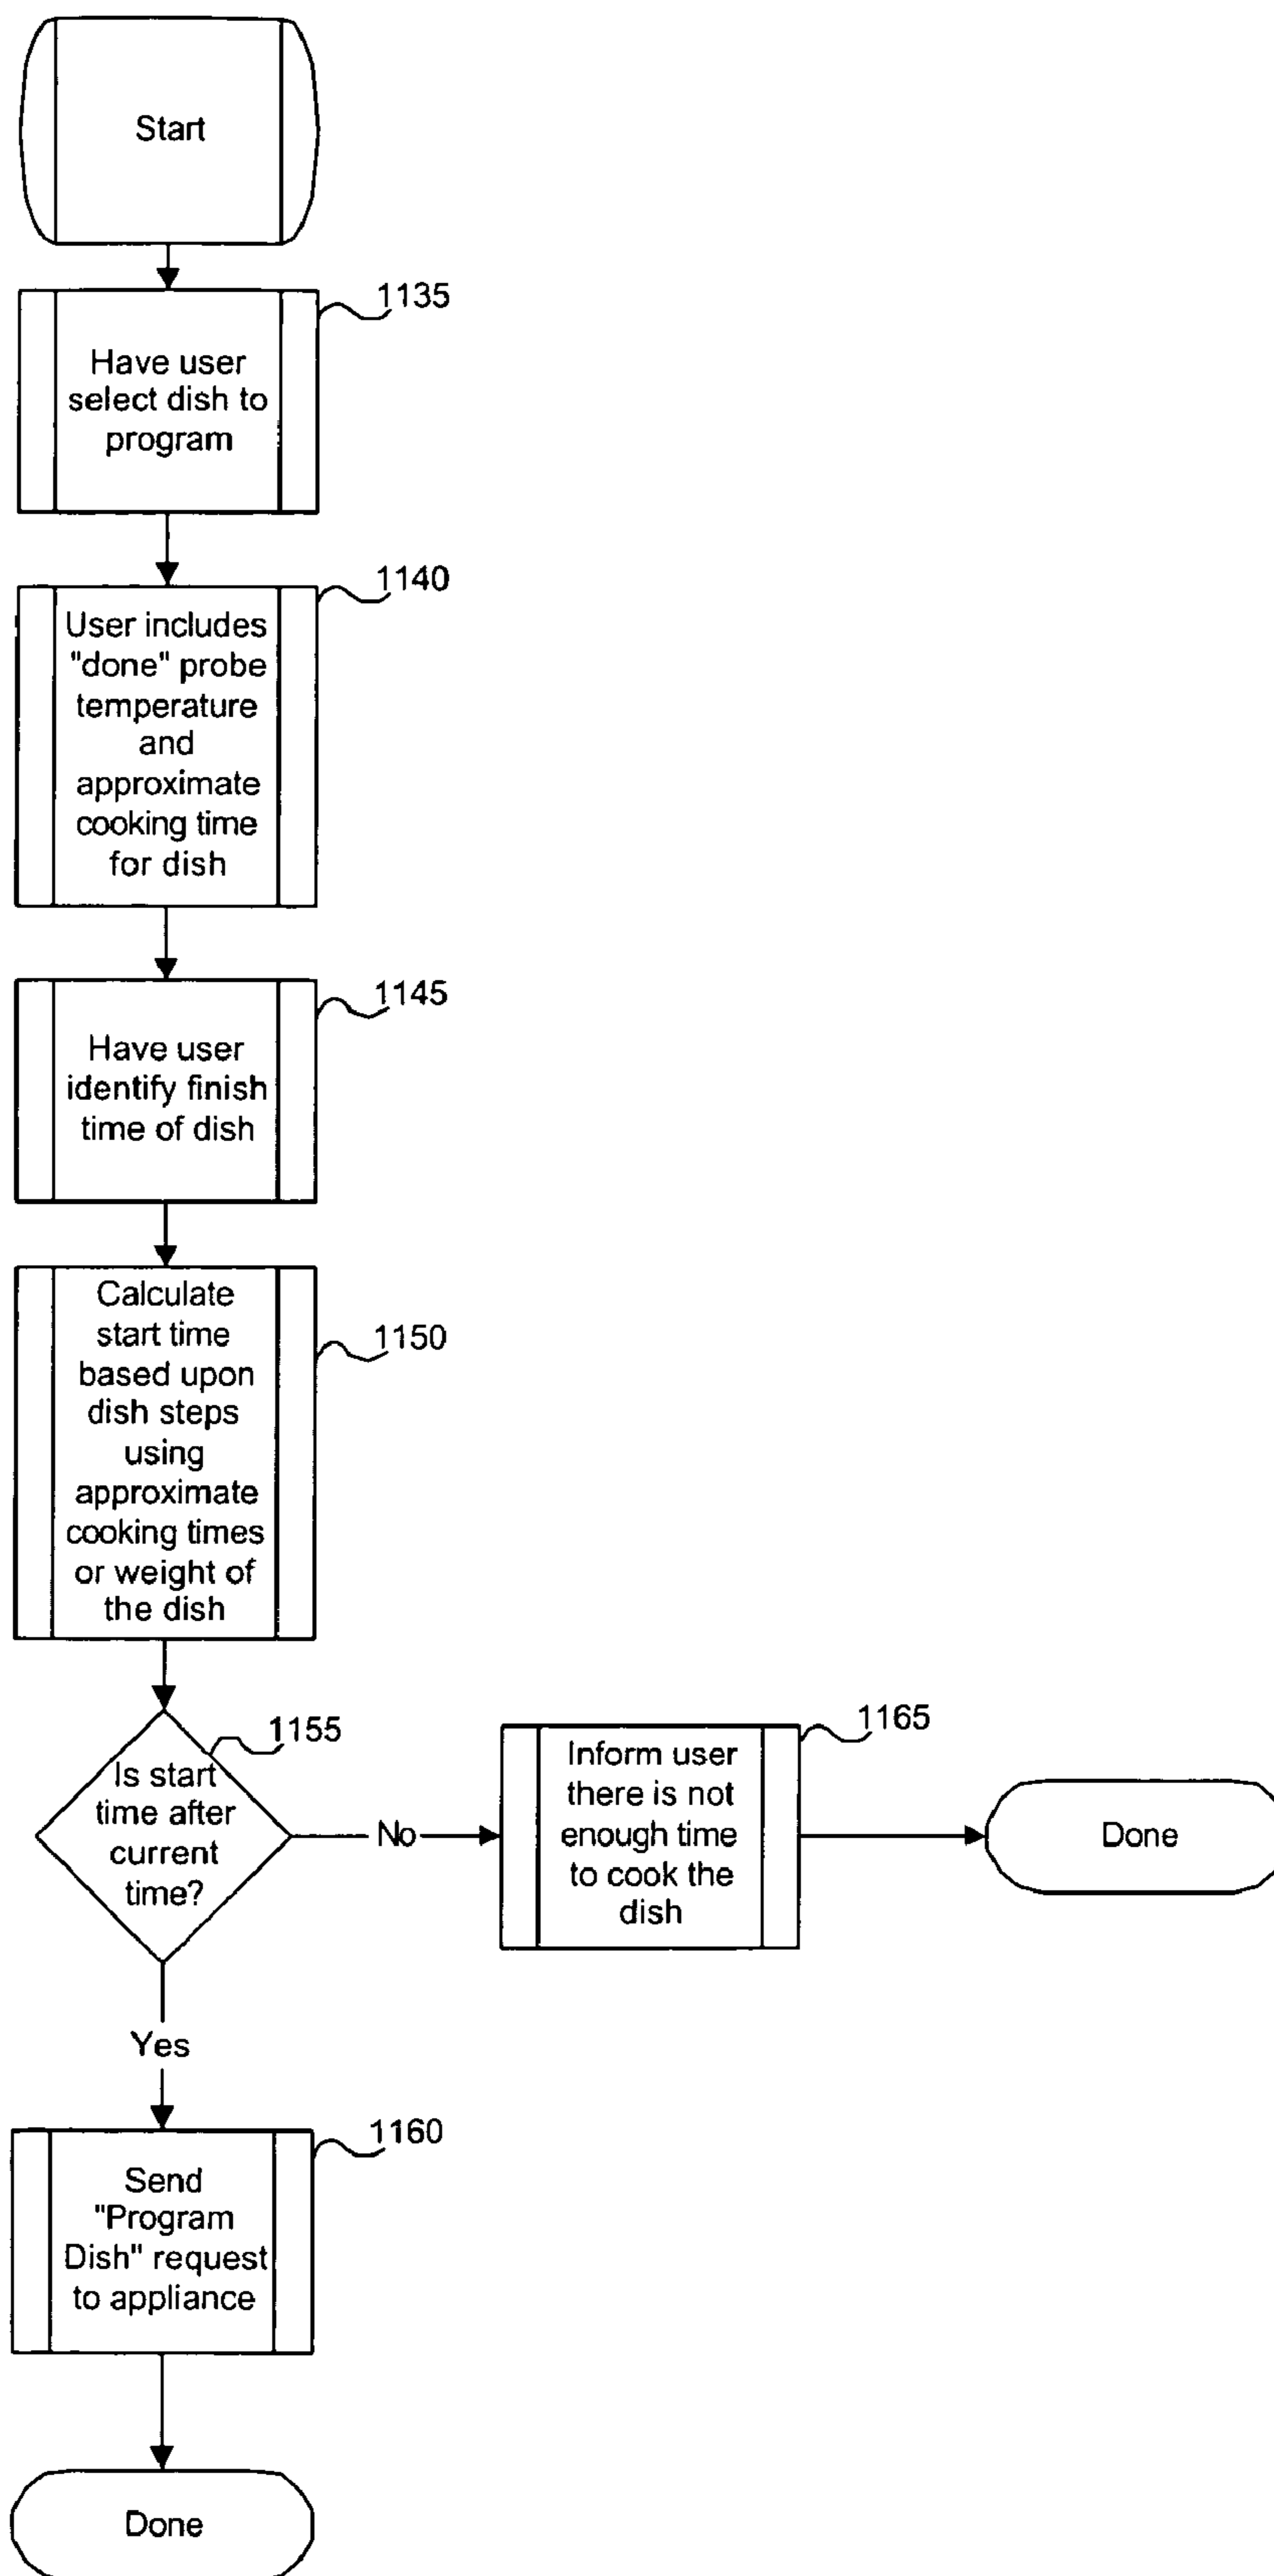 Start
1135
Have user
select dish to
program
1140
User includes
"done" probe
temperature
and
approximate
cooking time
for dish
1145
Have user
identify finish
time of dish
Calculate
start time
based upon
dish steps
using
approximate
cooking times
or weight of
the dish
1150
1155
Is start
time after
current
time?
No
1165
Inform user
there is not
enough time
to cook the
dish
Done
Yes
1160
Send
"Program
Dish" request
to appliance
Done